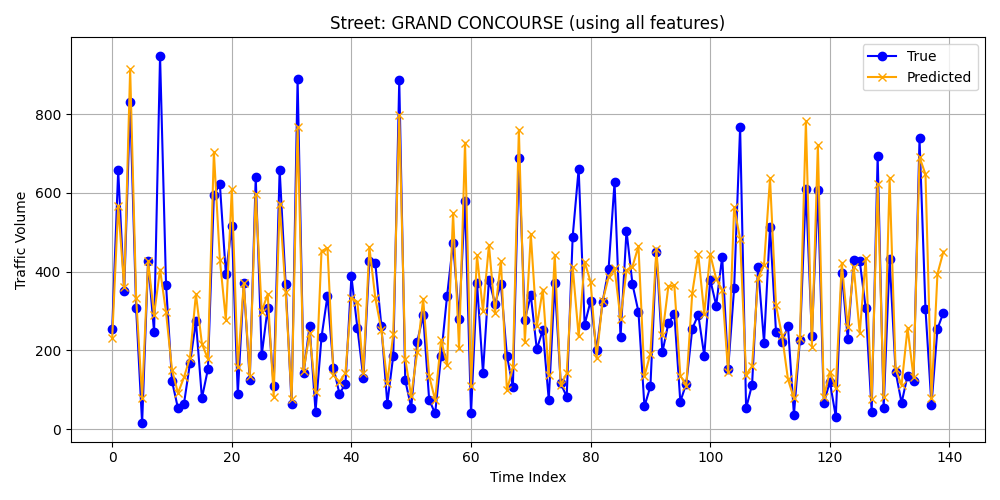 Street: GRAND CONCOURSE (using all features)
True
Predicted
Traffic Volume
800
600
400
200
0
0 20 40 60 80 100 120 140
Time Index